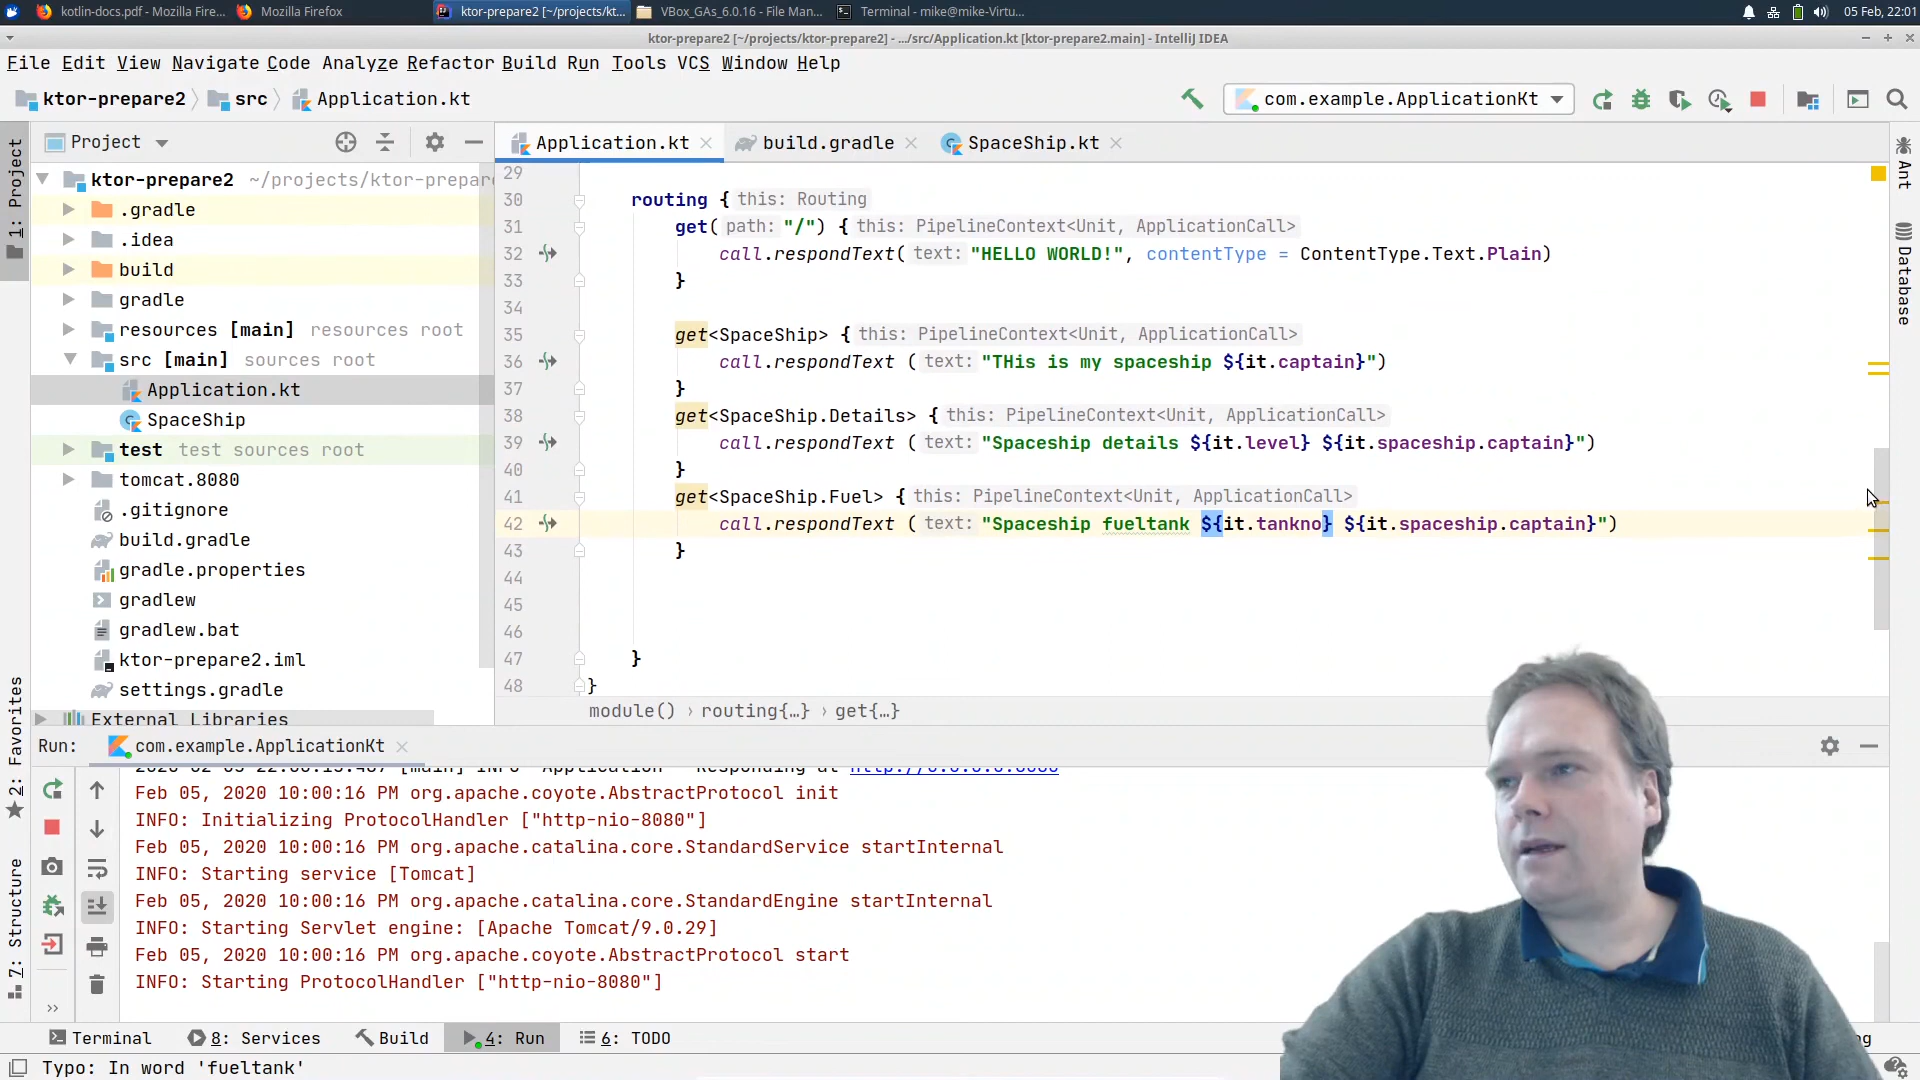 kotlin-docs.pdf - Mozilla Fire...
Mozilla Firefox
ktor-prepare2 [~/projects/kt...
VBox_GAs_6.0.16 - File Man...
Terminal - mike@mike-Virtu...
05 Feb, 22:01
ktor-prepare2 [~/projects/ktor-prepare2] - .../src/Application.kt [ktor-prepare2.main] - IntelliJ IDEA
File Edit View Navigate Code Analyze Refactor Build Run Tools VCS Window Help
ktor-prepare2 src Application.kt
com.example.ApplicationKt
1: Project
Project
Application.kt
build.gradle
SpaceShip.kt
Ant
Database
ktor-prepare2 ~/projects/ktor-prepare
.gradle
.idea
build
gradle
resources [main] resources root
src [main] sources root
Application.kt
SpaceShip
test test sources root
tomcat.8080
.gitignore
build.gradle
gradle.properties
gradlew
gradlew.bat
ktor-prepare2.iml
settings.gradle
External Libraries
29
30 routing { this: Routing
31 get( path: "/") { this: PipelineContext<Unit, ApplicationCall>
32 call.respondText( text: "HELLO WORLD!", contentType = ContentType.Text.Plain)
33 }
34
35 get<SpaceShip> { this: PipelineContext<Unit, ApplicationCall>
36 call.respondText ( text: "THis is my spaceship ${it.captain}")
37 }
38 get<SpaceShip.Details> { this: PipelineContext<Unit, ApplicationCall>
39 call.respondText ( text: "Spaceship details ${it.level} ${it.spaceship.captain}")
40 }
41 get<SpaceShip.Fuel> { this: PipelineContext<Unit, ApplicationCall>
42 call.respondText ( text: "Spaceship fueltank ${it.tankno} ${it.spaceship.captain}")
43 }
44
45
46
47 }
48 }
module() › routing{…} › get{…}
2: Favorites
7: Structure
Run: com.example.ApplicationKt
Feb 05, 2020 10:00:16 PM org.apache.coyote.AbstractProtocol init
INFO: Initializing ProtocolHandler ["http-nio-8080"]
Feb 05, 2020 10:00:16 PM org.apache.catalina.core.StandardService startInternal
INFO: Starting service [Tomcat]
Feb 05, 2020 10:00:16 PM org.apache.catalina.core.StandardEngine startInternal
INFO: Starting Servlet engine: [Apache Tomcat/9.0.29]
Feb 05, 2020 10:00:16 PM org.apache.coyote.AbstractProtocol start
INFO: Starting ProtocolHandler ["http-nio-8080"]
Terminal
8: Services
Build
4: Run
6: TODO
Typo: In word 'fueltank'